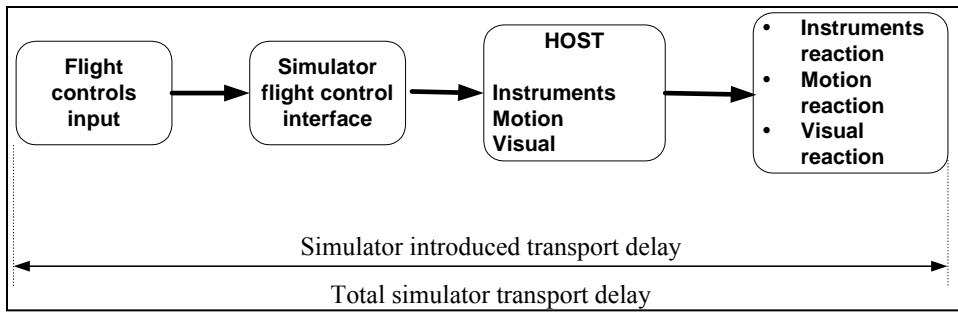 Flight
controls
input
Simulator
flight control
interface
HOST
Instruments
Motion
Visual
• Instruments
reaction
• Motion
reaction
• Visual
reaction
Simulator introduced transport delay
Total simulator transport delay